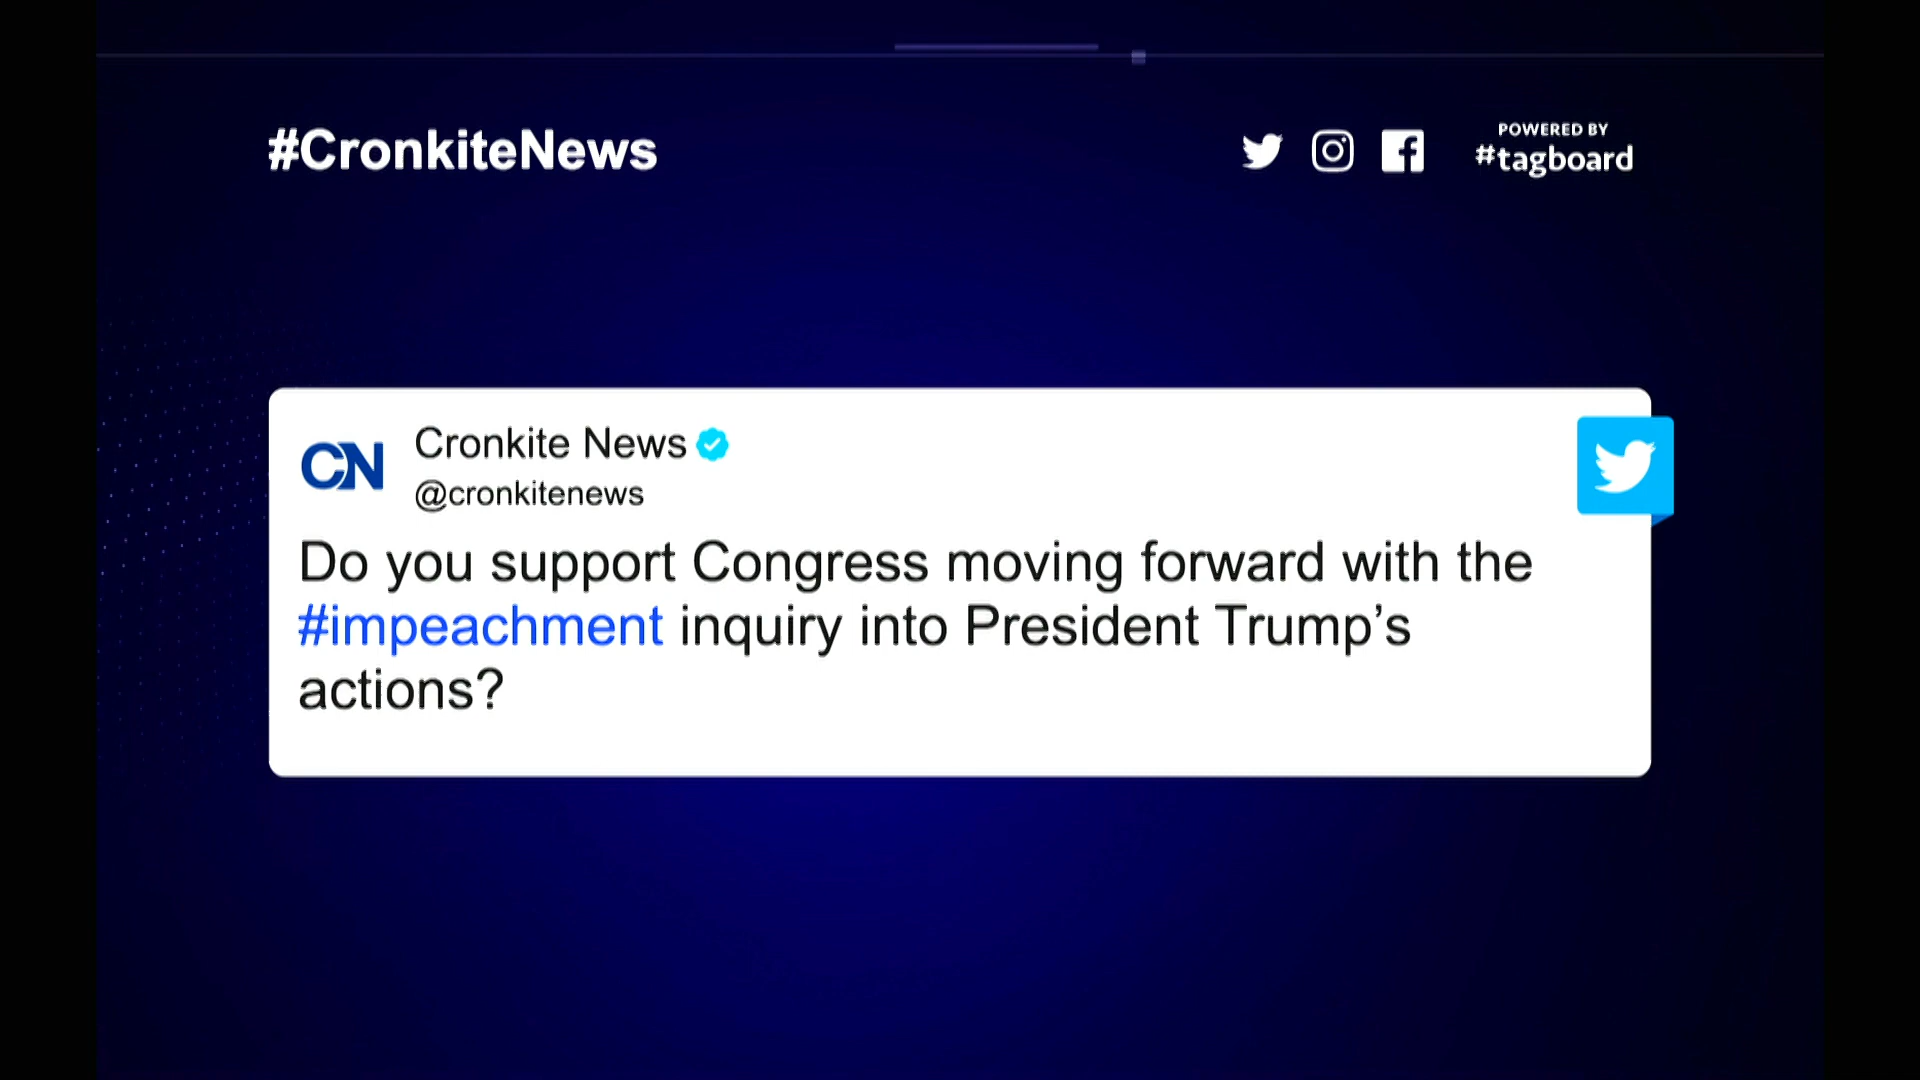 #CronkiteNews
POWERED BY
#tagboard
CN
Cronkite News
@cronkitenews
Do you support Congress moving forward with the
#impeachment inquiry into President Trump’s
actions?